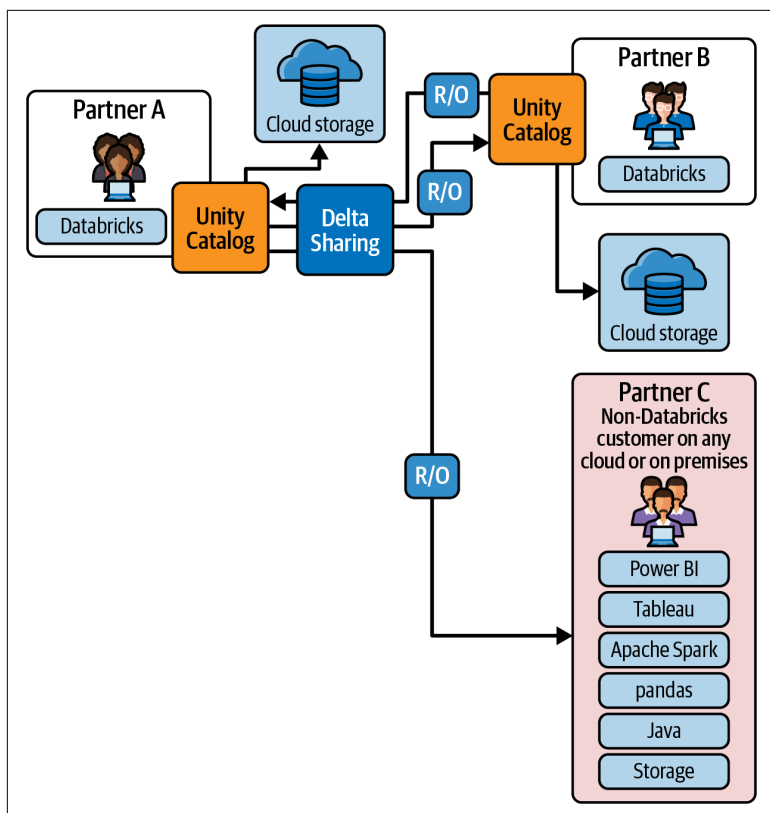 Partner A
Databricks
Unity
Catalog
Cloud storage
Delta
Sharing
R/O
R/O
Unity
Catalog
Partner B
Databricks
Cloud storage
R/O
Partner C
Non-Databricks
customer on any
cloud or on premises
Power BI
Tableau
Apache Spark
pandas
Java
Storage